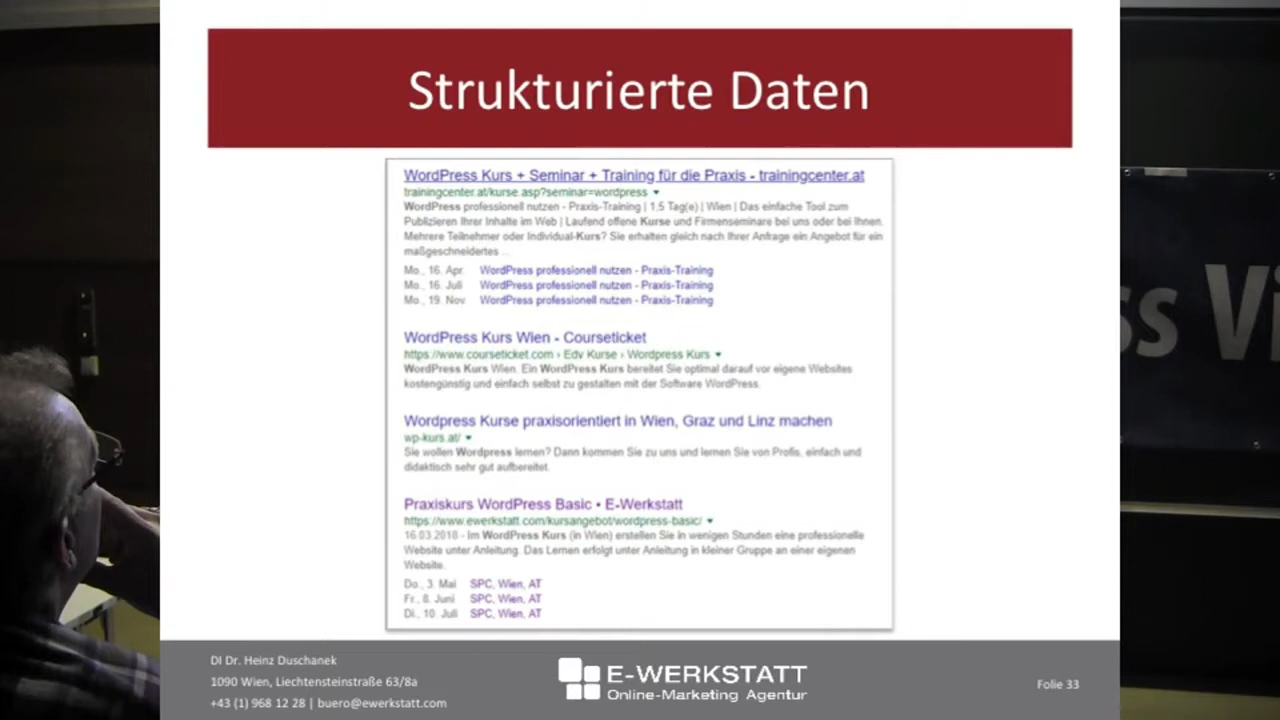 Strukturierte Daten
WordPress Kurs + Seminar + Training für die Praxis - trainingcenter.at
trainingcenter.at/kurse.asp?seminar=wordpress
WordPress professionell nutzen - Praxis-Training | 1,5 Tag(e) | Wien | Das einfache Tool zum
Publizieren Ihrer Inhalte im Web | Laufend offene Kurse und Firmenseminare bei uns oder bei Ihnen.
Mehrere Teilnehmer oder Individual-Kurs? Sie erhalten gleich nach Ihrer Anfrage ein Angebot für ein
maßgeschneidertes ...
Mo., 16. Apr. WordPress professionell nutzen - Praxis-Training
Mo., 16. Juli WordPress professionell nutzen - Praxis-Training
Mo., 19. Nov. WordPress professionell nutzen - Praxis-Training
WordPress Kurs Wien - Courseticket
https://www.courseticket.com › Edv Kurse › Wordpress Kurs
WordPress Kurs Wien. Ein WordPress Kurs bereitet Sie optimal darauf vor eigene Websites
kostengünstig und einfach selbst zu gestalten mit der Software WordPress.
Wordpress Kurse praxisorientiert in Wien, Graz und Linz machen
wp-kurs.at/
Sie wollen Wordpress lernen? Dann kommen Sie zu uns und lernen Sie von Profis, einfach und
didaktisch sehr gut aufbereitet.
Praxiskurs WordPress Basic • E-Werkstatt
https://www.ewerkstatt.com/kursangebot/wordpress-basic/
16.03.2018 - Im WordPress Kurs (in Wien) erstellen Sie in wenigen Stunden eine professionelle
Website unter Anleitung. Das Lernen erfolgt unter Anleitung in kleiner Gruppe an einer eigenen
Website.
Do., 3. Mai SPC, Wien, AT
Fr., 8. Juni SPC, Wien, AT
Di., 10. Juli SPC, Wien, AT
DI Dr. Heinz Duschanek
1090 Wien, Liechtensteinstraße 63/8a
+43 (1) 968 12 28 | buero@ewerkstatt.com
E-WERKSTATT
Online-Marketing Agentur
Folie 33
ss Vi